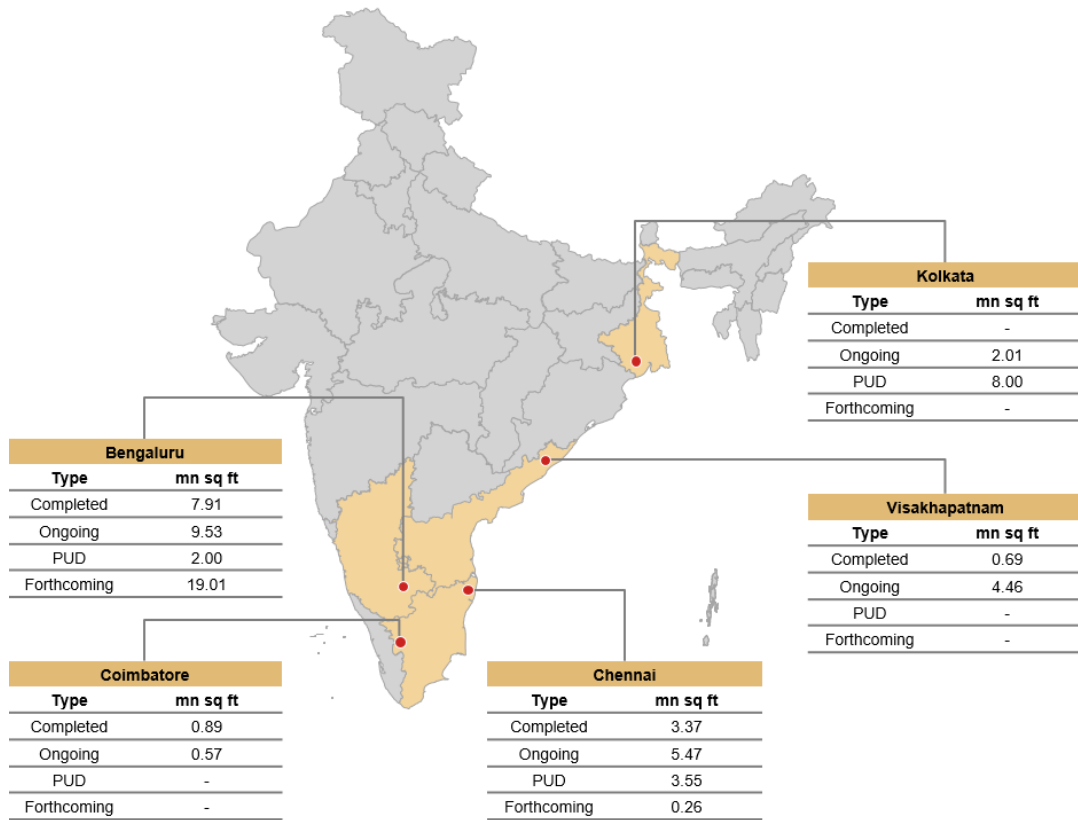 Kolkata
Type mn sq ft
Completed -
Ongoing 2.01
PUD 8.00
Forthcoming -
Bengaluru
Type mn sq ft
Completed 7.91
Ongoing 9.53
PUD 2.00
Forthcoming 19.01
Visakhapatnam
Type mn sq ft
Completed 0.69
Ongoing 4.46
PUD -
Forthcoming -
Coimbatore
Type mn sq ft
Completed 0.89
Ongoing 0.57
PUD -
Forthcoming -
Chennai
Type mn sq ft
Completed 3.37
Ongoing 5.47
PUD 3.55
Forthcoming 0.26